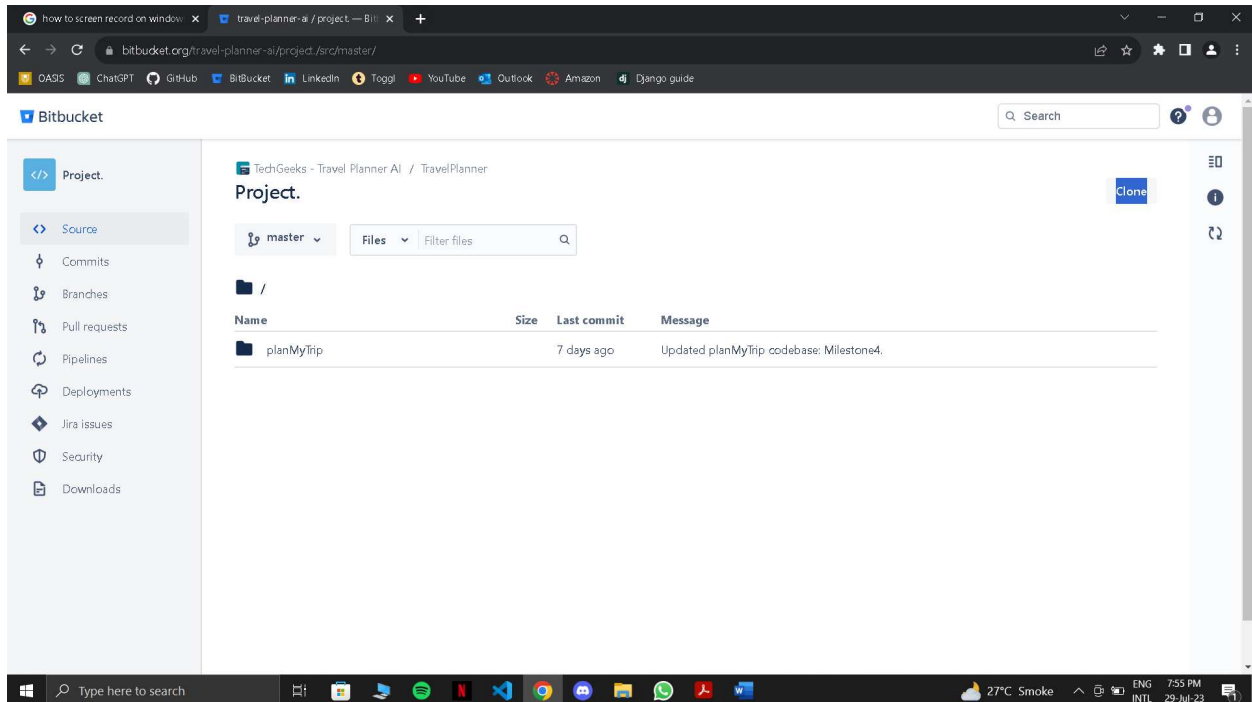 how to screen record on window
travel-planner-ai / project. — Bit
bitbucket.org/travel-planner-ai/project./src/master/
OASIS ChatGPT GitHub BitBucket LinkedIn Toggl YouTube Outlook Amazon dj Django guide
Bitbucket
Search
Project.
TechGeeks - Travel Planner AI / TravelPlanner
Project.
Clone
Source
Commits
Branches
Pull requests
Pipelines
Deployments
Jira issues
Security
Downloads
master
Files Filter files
/
Name Size Last commit Message
planMyTrip 7 days ago Updated planMyTrip codebase: Milestone4.
Type here to search
27°C Smoke
ENG
INTL
7:55 PM
29-Jul-23